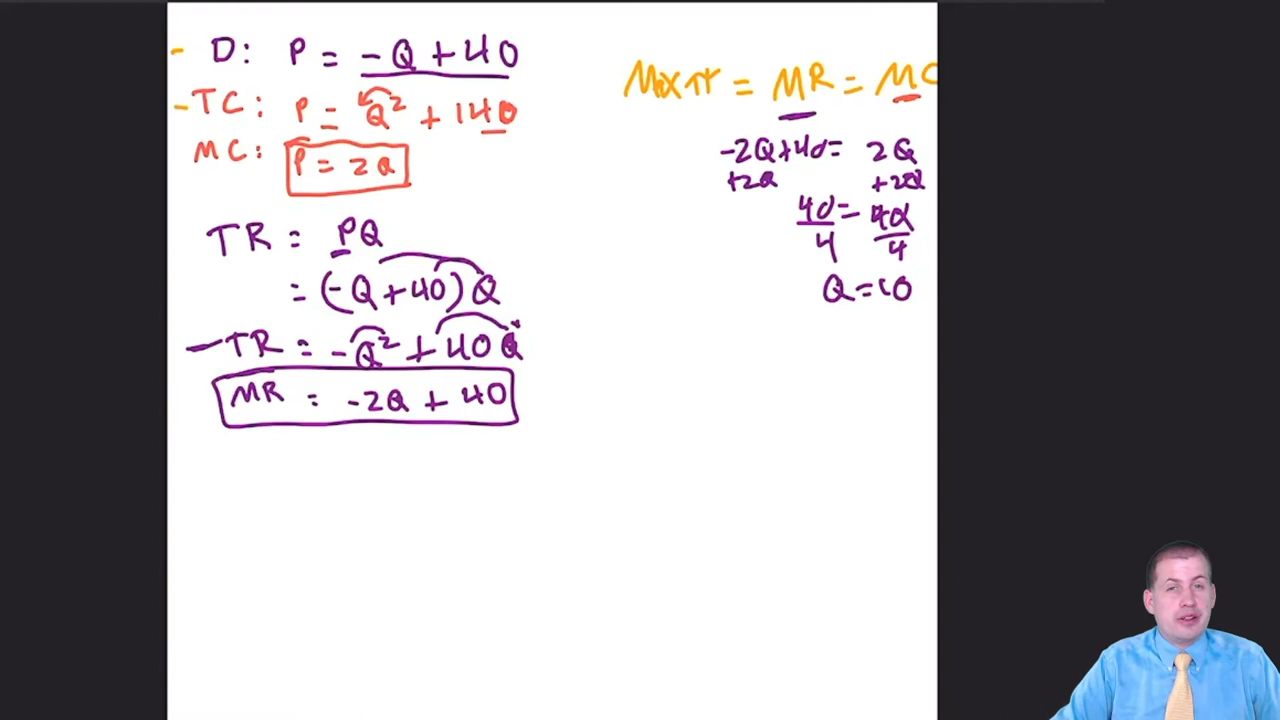 - D: P = -Q + 40
- TC: P = Q² + 140
MC: P = 2Q
TR = PQ
= (-Q + 40) Q
- TR = -Q² + 40Q
MR = -2Q + 40
Max π = MR = MC
-2Q + 40 = 2Q
+2Q +2Q
40 = 4Q
4 4
Q = 10